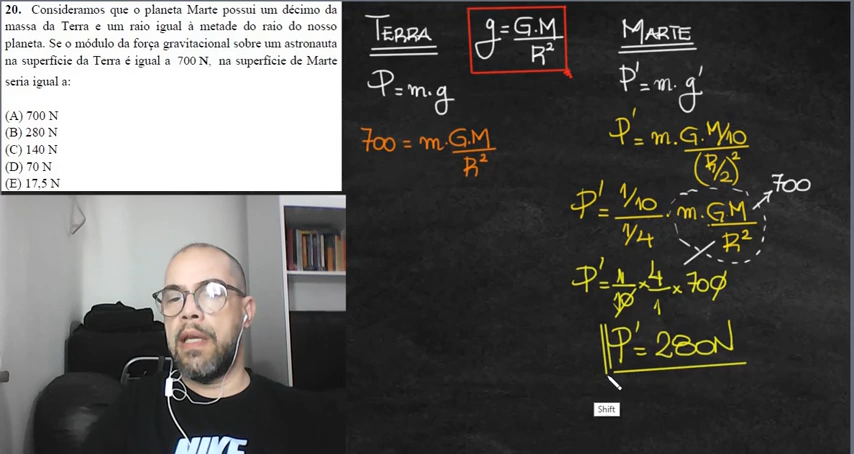 20. Consideramos que o planeta Marte possui um décimo da
massa da Terra e um raio igual à metade do raio do nosso
planeta. Se o módulo da força gravitacional sobre um astronauta
na superfície da Terra é igual a 700 N, na superfície de Marte
seria igual a:
(A) 700 N
(B) 280 N
(C) 140 N
(D) 70 N
(E) 17,5 N
TERRA
g = G.M/R²
P = m.g
700 = m.G.M/R²
MARTE
P' = m.g'
P' = m.G.M/10/(R/2)²
P' = 1/10/1/4 . m.GM/R² 700
P' = 1/10 × 4/1 × 700
P' = 280N
Shift
NIKE